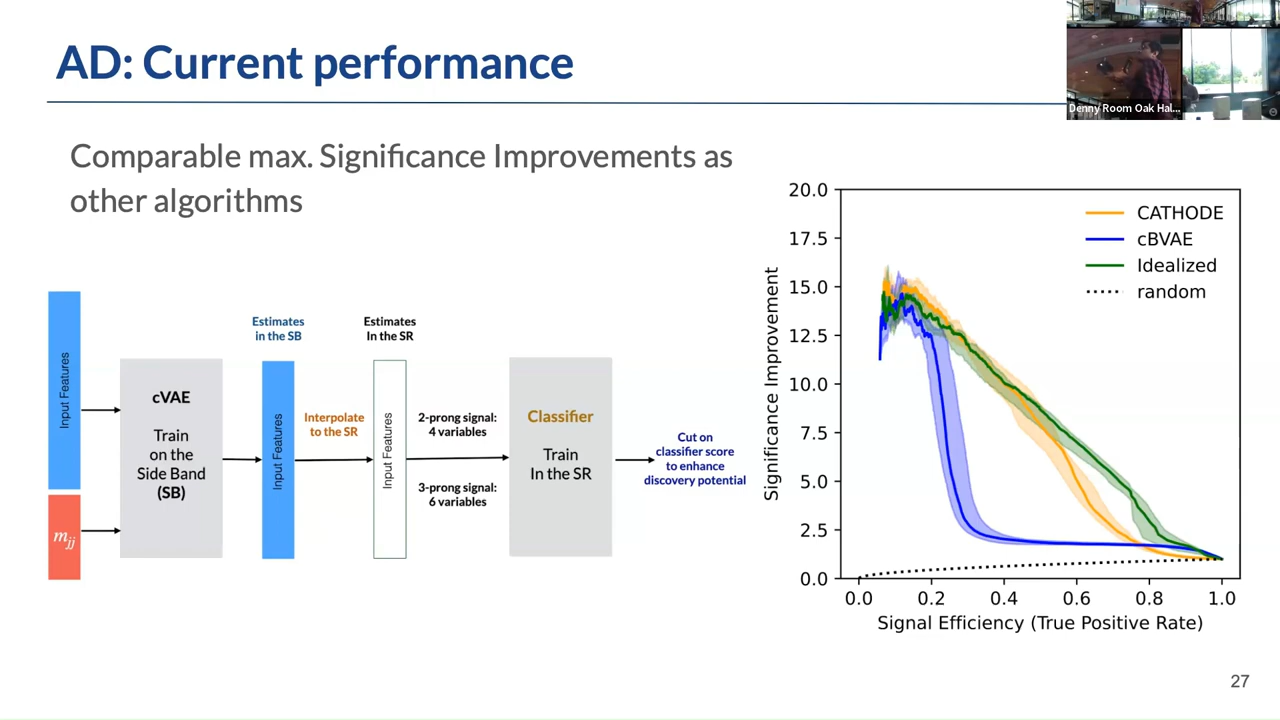 AD: Current performance
Denny Room Oak Hal...
Comparable max. Significance Improvements as
other algorithms
Input Features
m_jj
cVAE
Train
on the
Side Band
(SB)
Estimates
in the SB
Input Features
Interpolate
to the SR
Estimates
In the SR
Input Features
2-prong signal:
4 variables
3-prong signal:
6 variables
Classifier
Train
In the SR
Cut on
classifier score
to enhance
discovery potential
Significance Improvement
20.0
17.5
15.0
12.5
10.0
7.5
5.0
2.5
0.0
CATHODE
cBVAE
Idealized
random
0.0 0.2 0.4 0.6 0.8 1.0
Signal Efficiency (True Positive Rate)
27